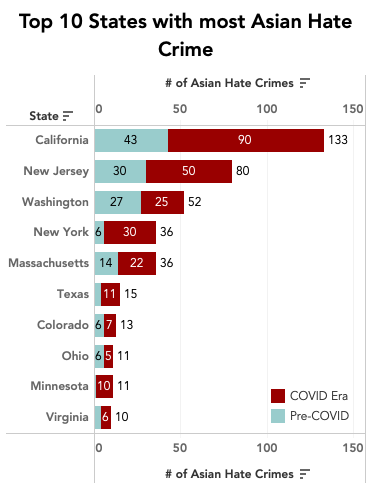 Top 10 States with most Asian Hate
Crime
# of Asian Hate Crimes
State
0 50 100 150
California 43 90 133
New Jersey 30 50 80
Washington 27 25 52
New York 6 30 36
Massachusetts 14 22 36
Texas 11 15
Colorado 6 7 13
Ohio 6 5 11
Minnesota 10 11
Virginia 6 10
COVID Era
Pre-COVID
0 50 100 150
# of Asian Hate Crimes